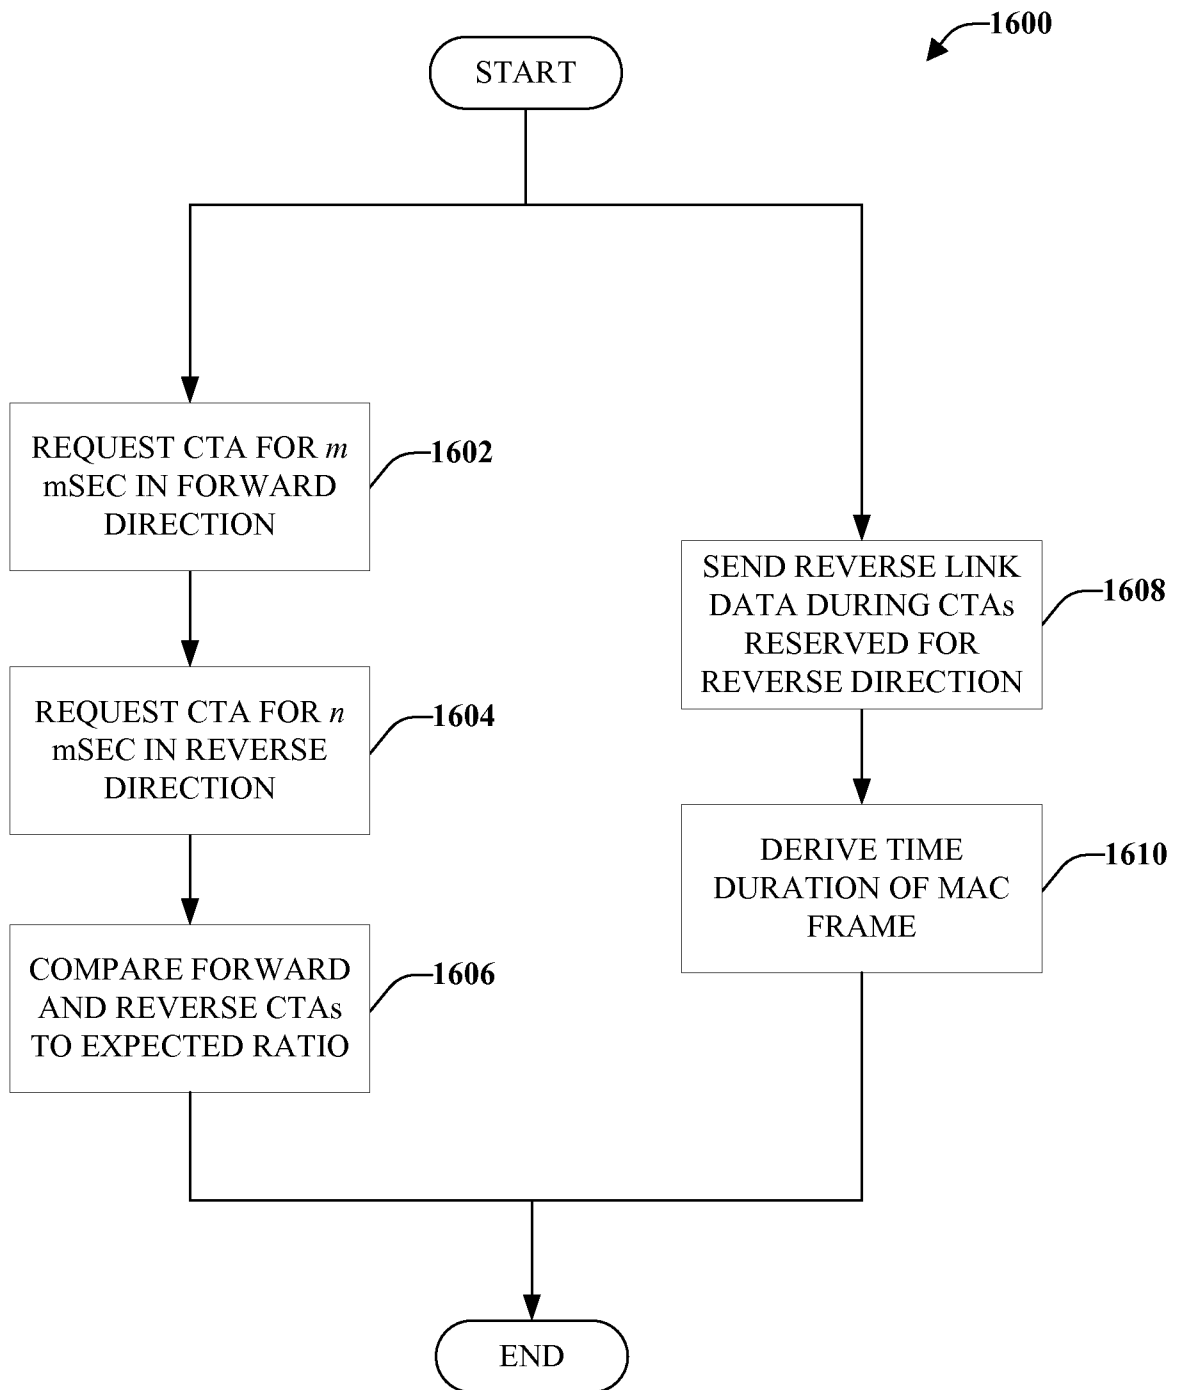 1600
START
REQUEST CTA FOR m
mSEC IN FORWARD
DIRECTION
1602
REQUEST CTA FOR n
mSEC IN REVERSE
DIRECTION
1604
COMPARE FORWARD
AND REVERSE CTAs
TO EXPECTED RATIO
1606
SEND REVERSE LINK
DATA DURING CTAs
RESERVED FOR
REVERSE DIRECTION
1608
DERIVE TIME
DURATION OF MAC
FRAME
1610
END